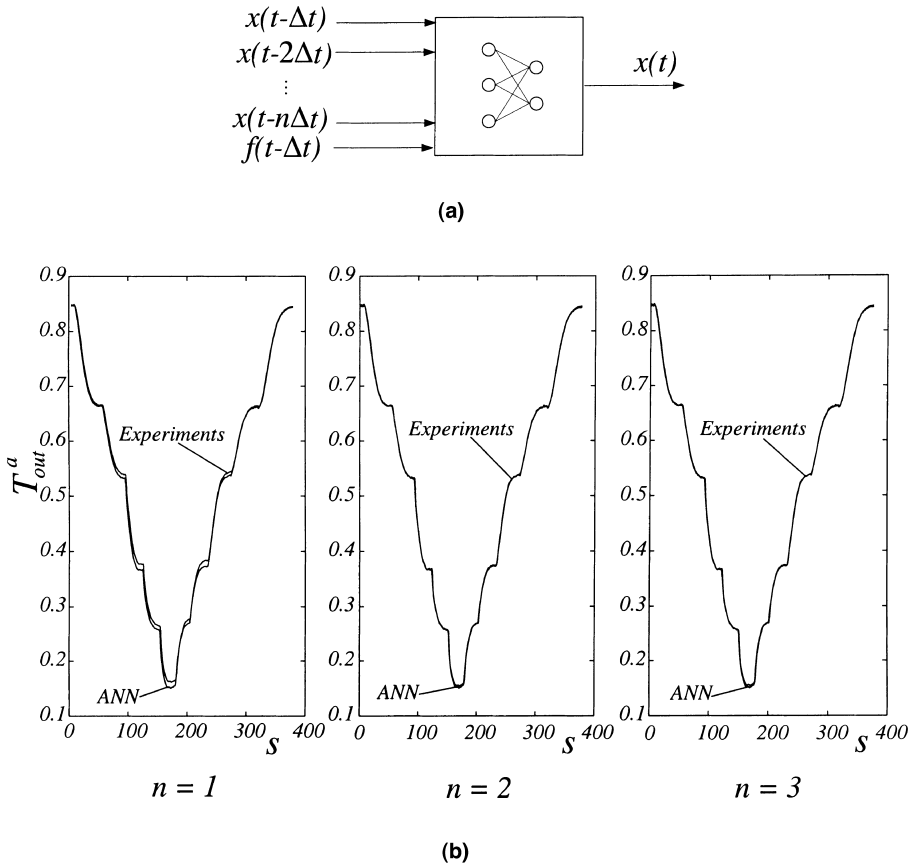 x(t-Δt)
x(t-2Δt)
⋮
x(t-nΔt)
f(t-Δt)
x(t)
(a)
0.9
0.8
0.7
0.6
0.5
0.4
0.3
0.2
0.1
T^a_out
Experiments
ANN
0 100 200 300 400
s
n = 1
0.9
0.8
0.7
0.6
0.5
0.4
0.3
0.2
0.1
Experiments
ANN
0 100 200 300 400
s
n = 2
0.9
0.8
0.7
0.6
0.5
0.4
0.3
0.2
0.1
Experiments
ANN
0 100 200 300 400
s
n = 3
(b)